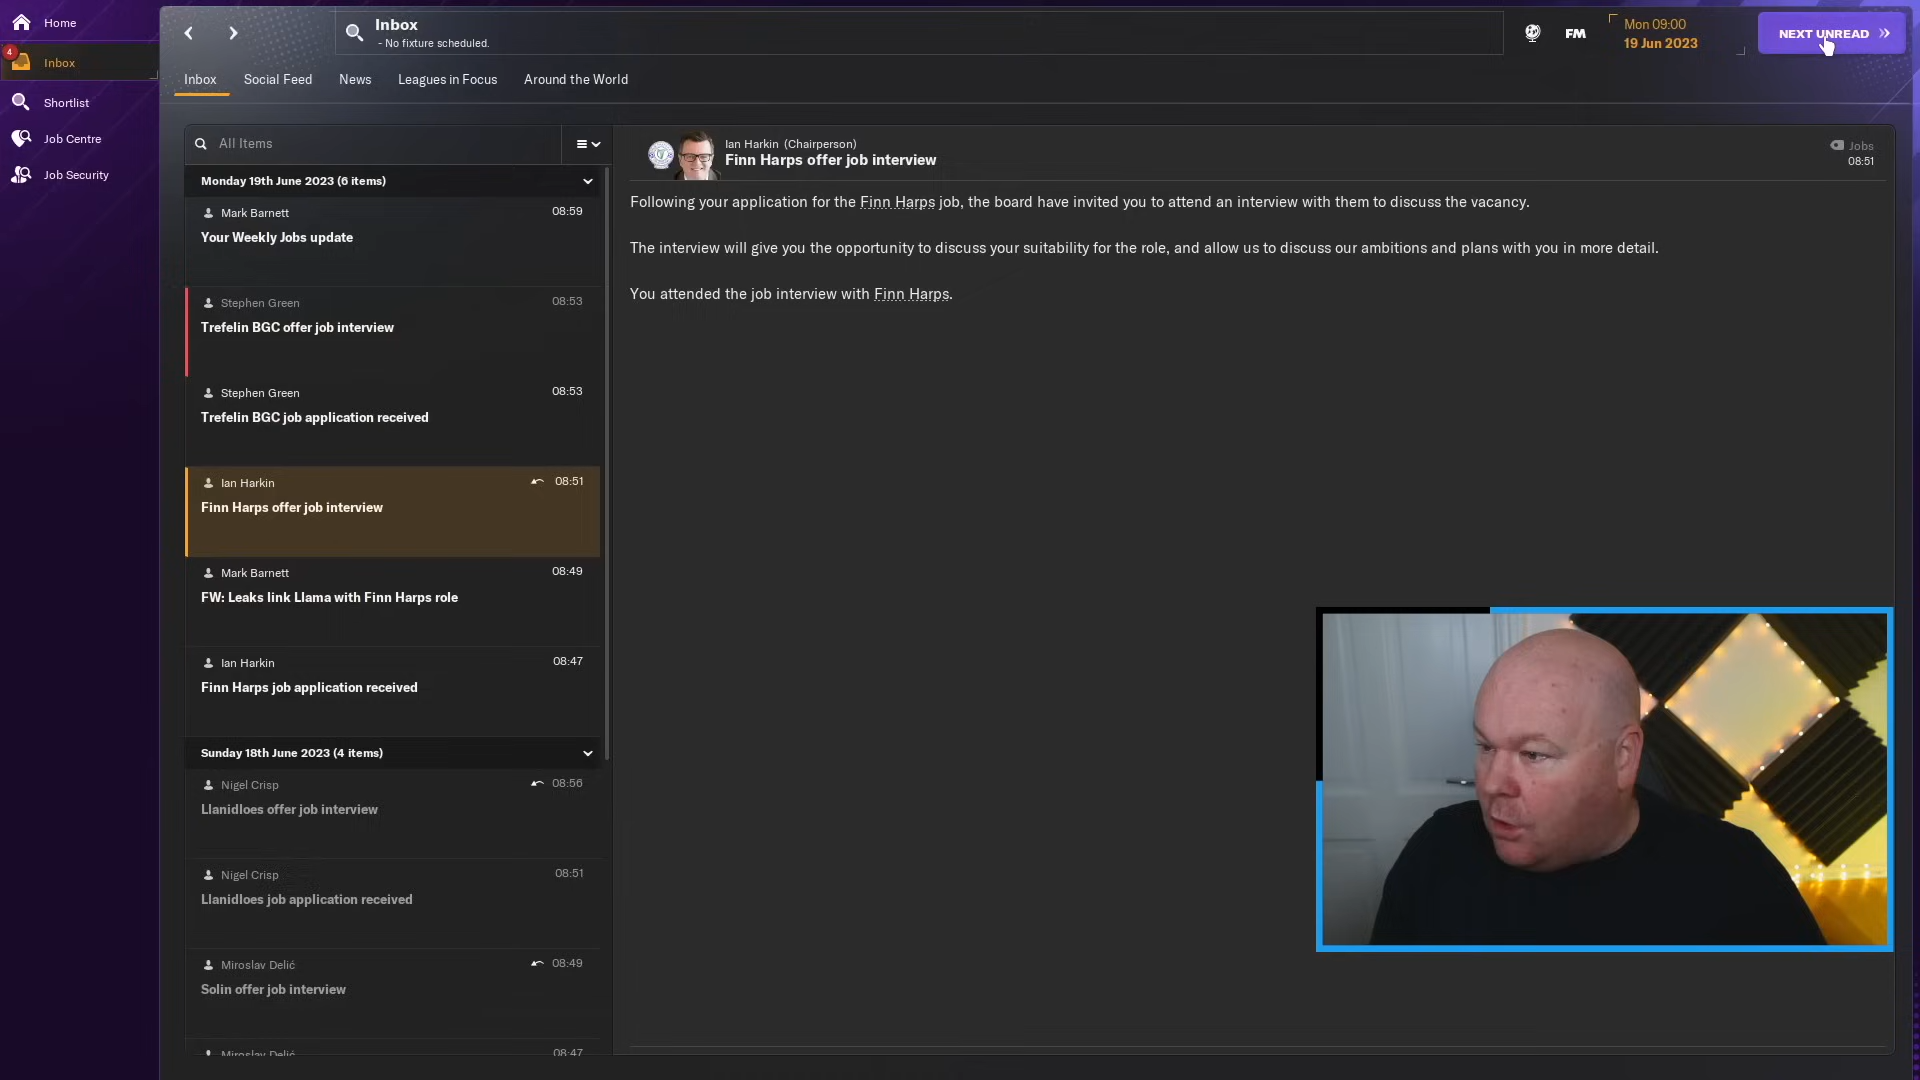 Home
4
Inbox
Shortlist
Job Centre
Job Security
Inbox
- No fixture scheduled.
FM
Mon 09:00
19 Jun 2023
NEXT UNREAD
Inbox
Social Feed
News
Leagues in Focus
Around the World
All Items
Monday 19th June 2023 (6 items)
Mark Barnett
08:59
Your Weekly Jobs update
Stephen Green
08:53
Trefelin BGC offer job interview
Stephen Green
08:53
Trefelin BGC job application received
Ian Harkin
08:51
Finn Harps offer job interview
Mark Barnett
08:49
FW: Leaks link Llama with Finn Harps role
Ian Harkin
08:47
Finn Harps job application received
Sunday 18th June 2023 (4 items)
Nigel Crisp
08:56
Llanidloes offer job interview
Nigel Crisp
08:51
Llanidloes job application received
Miroslav Delić
08:49
Solin offer job interview
Miroslav Delić
08:47
Ian Harkin (Chairperson)
Finn Harps offer job interview
Jobs
08:51
Following your application for the Finn Harps job, the board have invited you to attend an interview with them to discuss the vacancy.
The interview will give you the opportunity to discuss your suitability for the role, and allow us to discuss our ambitions and plans with you in more detail.
You attended the job interview with Finn Harps.